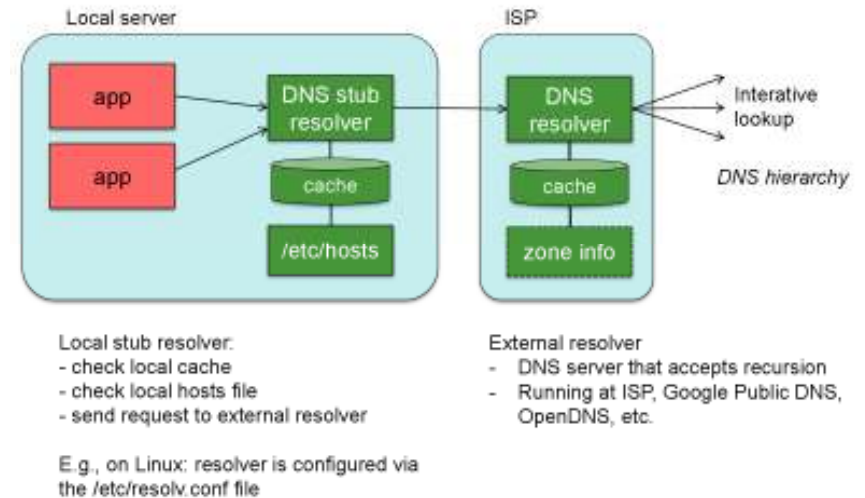 Local server
ISP
app
app
DNS stub
resolver
cache
/etc/hosts
DNS
resolver
cache
zone info
Interative
lookup
DNS hierarchy
Local stub resolver:
- check local cache
- check local hosts file
- send request to external resolver
E.g., on Linux: resolver is configured via
the /etc/resolv.conf file
External resolver
- DNS server that accepts recursion
- Running at ISP, Google Public DNS,
OpenDNS, etc.